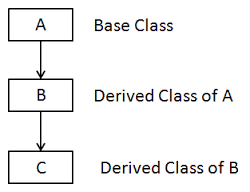 A Base Class
B Derived Class of A
C Derived Class of B